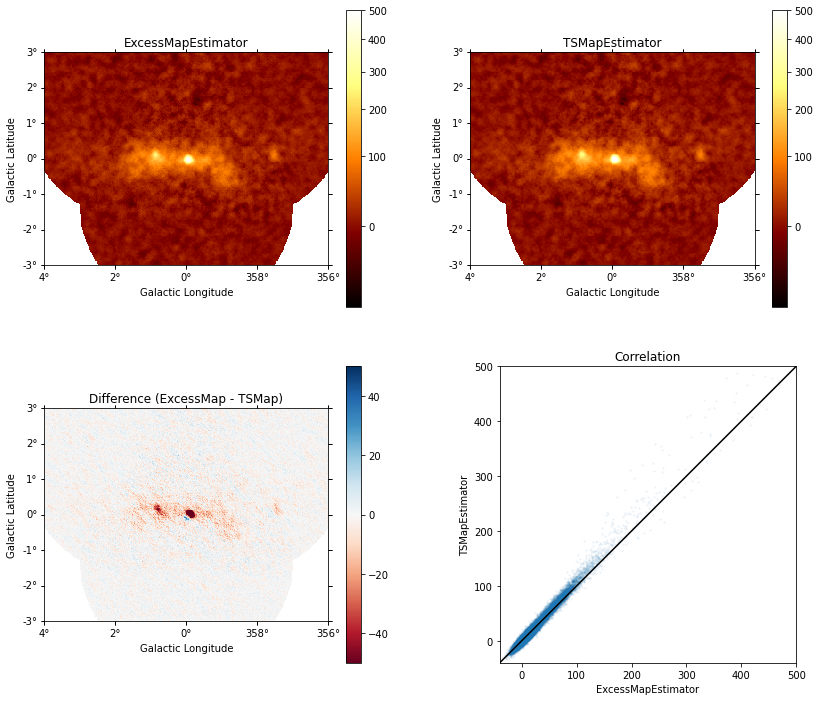 ExcessMapEstimator
3°
2°
1°
0°
-1°
-2°
-3°
Galactic Latitude
4° 2° 0° 358° 356°
Galactic Longitude
500
400
300
200
100
0
TSMapEstimator
3°
2°
1°
0°
-1°
-2°
-3°
Galactic Latitude
4° 2° 0° 358° 356°
Galactic Longitude
500
400
300
200
100
0
Difference (ExcessMap - TSMap)
3°
2°
1°
0°
-1°
-2°
-3°
Galactic Latitude
4° 2° 0° 358° 356°
Galactic Longitude
40
20
0
−20
−40
Correlation
500
400
300
200
100
0
TSMapEstimator
0 100 200 300 400 500
ExcessMapEstimator